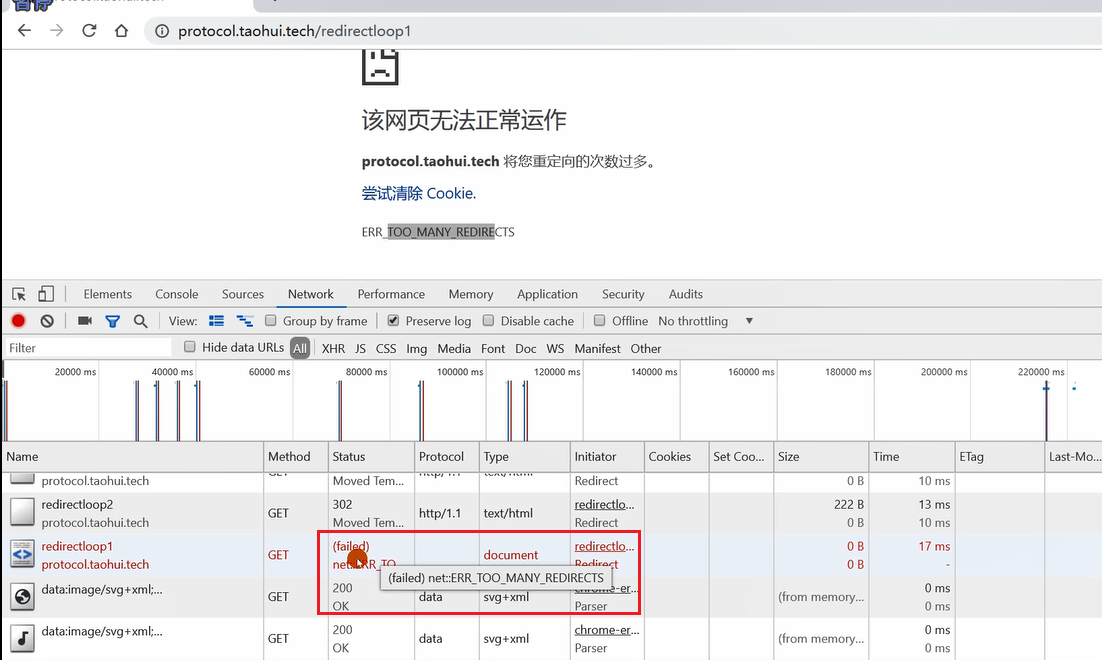 暂停
protocol.taohui.tech/redirectloop1
该网页无法正常运作
protocol.taohui.tech 将您重定向的次数过多。
尝试清除 Cookie.
ERR_TOO_MANY_REDIRECTS
Elements Console Sources Network Performance Memory Application Security Audits
View: Group by frame Preserve log Disable cache Offline No throttling ▼
Filter Hide data URLs All XHR JS CSS Img Media Font Doc WS Manifest Other
20000 ms 40000 ms 60000 ms 80000 ms 100000 ms 120000 ms 140000 ms 160000 ms 180000 ms 200000 ms 220000 ms
Name Method Status Protocol Type Initiator Cookies Set Coo... Size Time ETag Last-Mo...
protocol.taohui.tech Moved Tem... Redirect 0 B 10 ms
redirectloop2 302 redirectlo... 222 B 13 ms
GET http/1.1 text/html
protocol.taohui.tech Moved Tem... Redirect 0 B 10 ms
redirectloop1 (failed) redirectlo... 0 B 17 ms
GET document
protocol.taohui.tech net::ERR_TO Redirect 0 B -
(failed) net::ERR_TOO_MANY_REDIRECTS
data:image/svg+xml;... 200 chrome-er... 0 ms
GET data svg+xml (from memory...
OK Parser 0 ms
data:image/svg+xml;... 200 chrome-er... 0 ms
GET data svg+xml (from memory...
OK Parser 0 ms